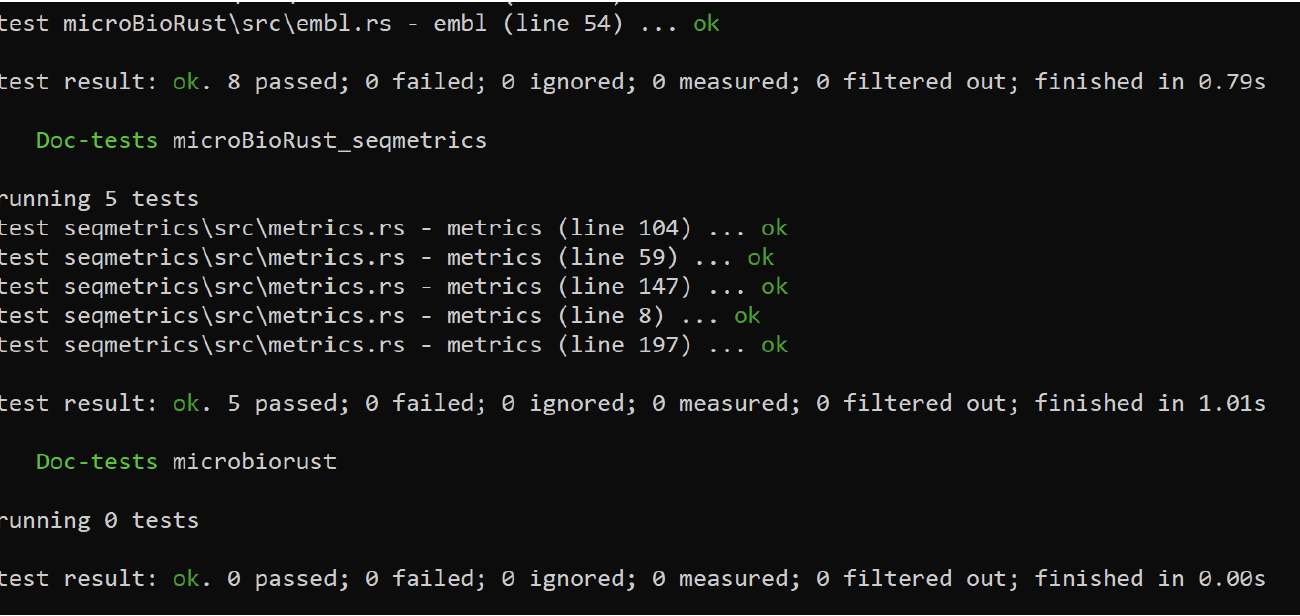 test microBioRust\src\embl.rs - embl (line 54) ... ok
test result: ok. 8 passed; 0 failed; 0 ignored; 0 measured; 0 filtered out; finished in 0.79s
Doc-tests microBioRust_seqmetrics
running 5 tests
test seqmetrics\src\metrics.rs - metrics (line 104) ... ok
test seqmetrics\src\metrics.rs - metrics (line 59) ... ok
test seqmetrics\src\metrics.rs - metrics (line 147) ... ok
test seqmetrics\src\metrics.rs - metrics (line 8) ... ok
test seqmetrics\src\metrics.rs - metrics (line 197) ... ok
test result: ok. 5 passed; 0 failed; 0 ignored; 0 measured; 0 filtered out; finished in 1.01s
Doc-tests microbiorust
running 0 tests
test result: ok. 0 passed; 0 failed; 0 ignored; 0 measured; 0 filtered out; finished in 0.00s